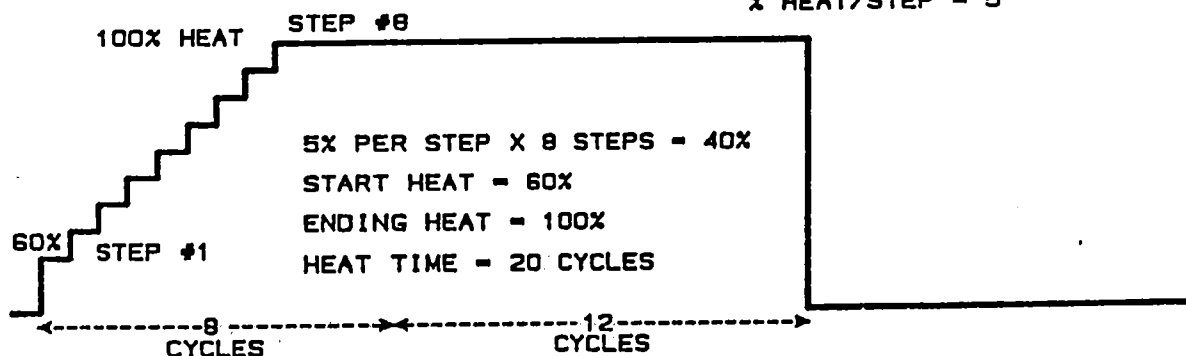 % HEAT/STEP = 5
STEP #8
100% HEAT
5% PER STEP X 8 STEPS = 40%
START HEAT = 60%
ENDING HEAT = 100%
60%
STEP #1
HEAT TIME = 20 CYCLES
8
CYCLES
12
CYCLES